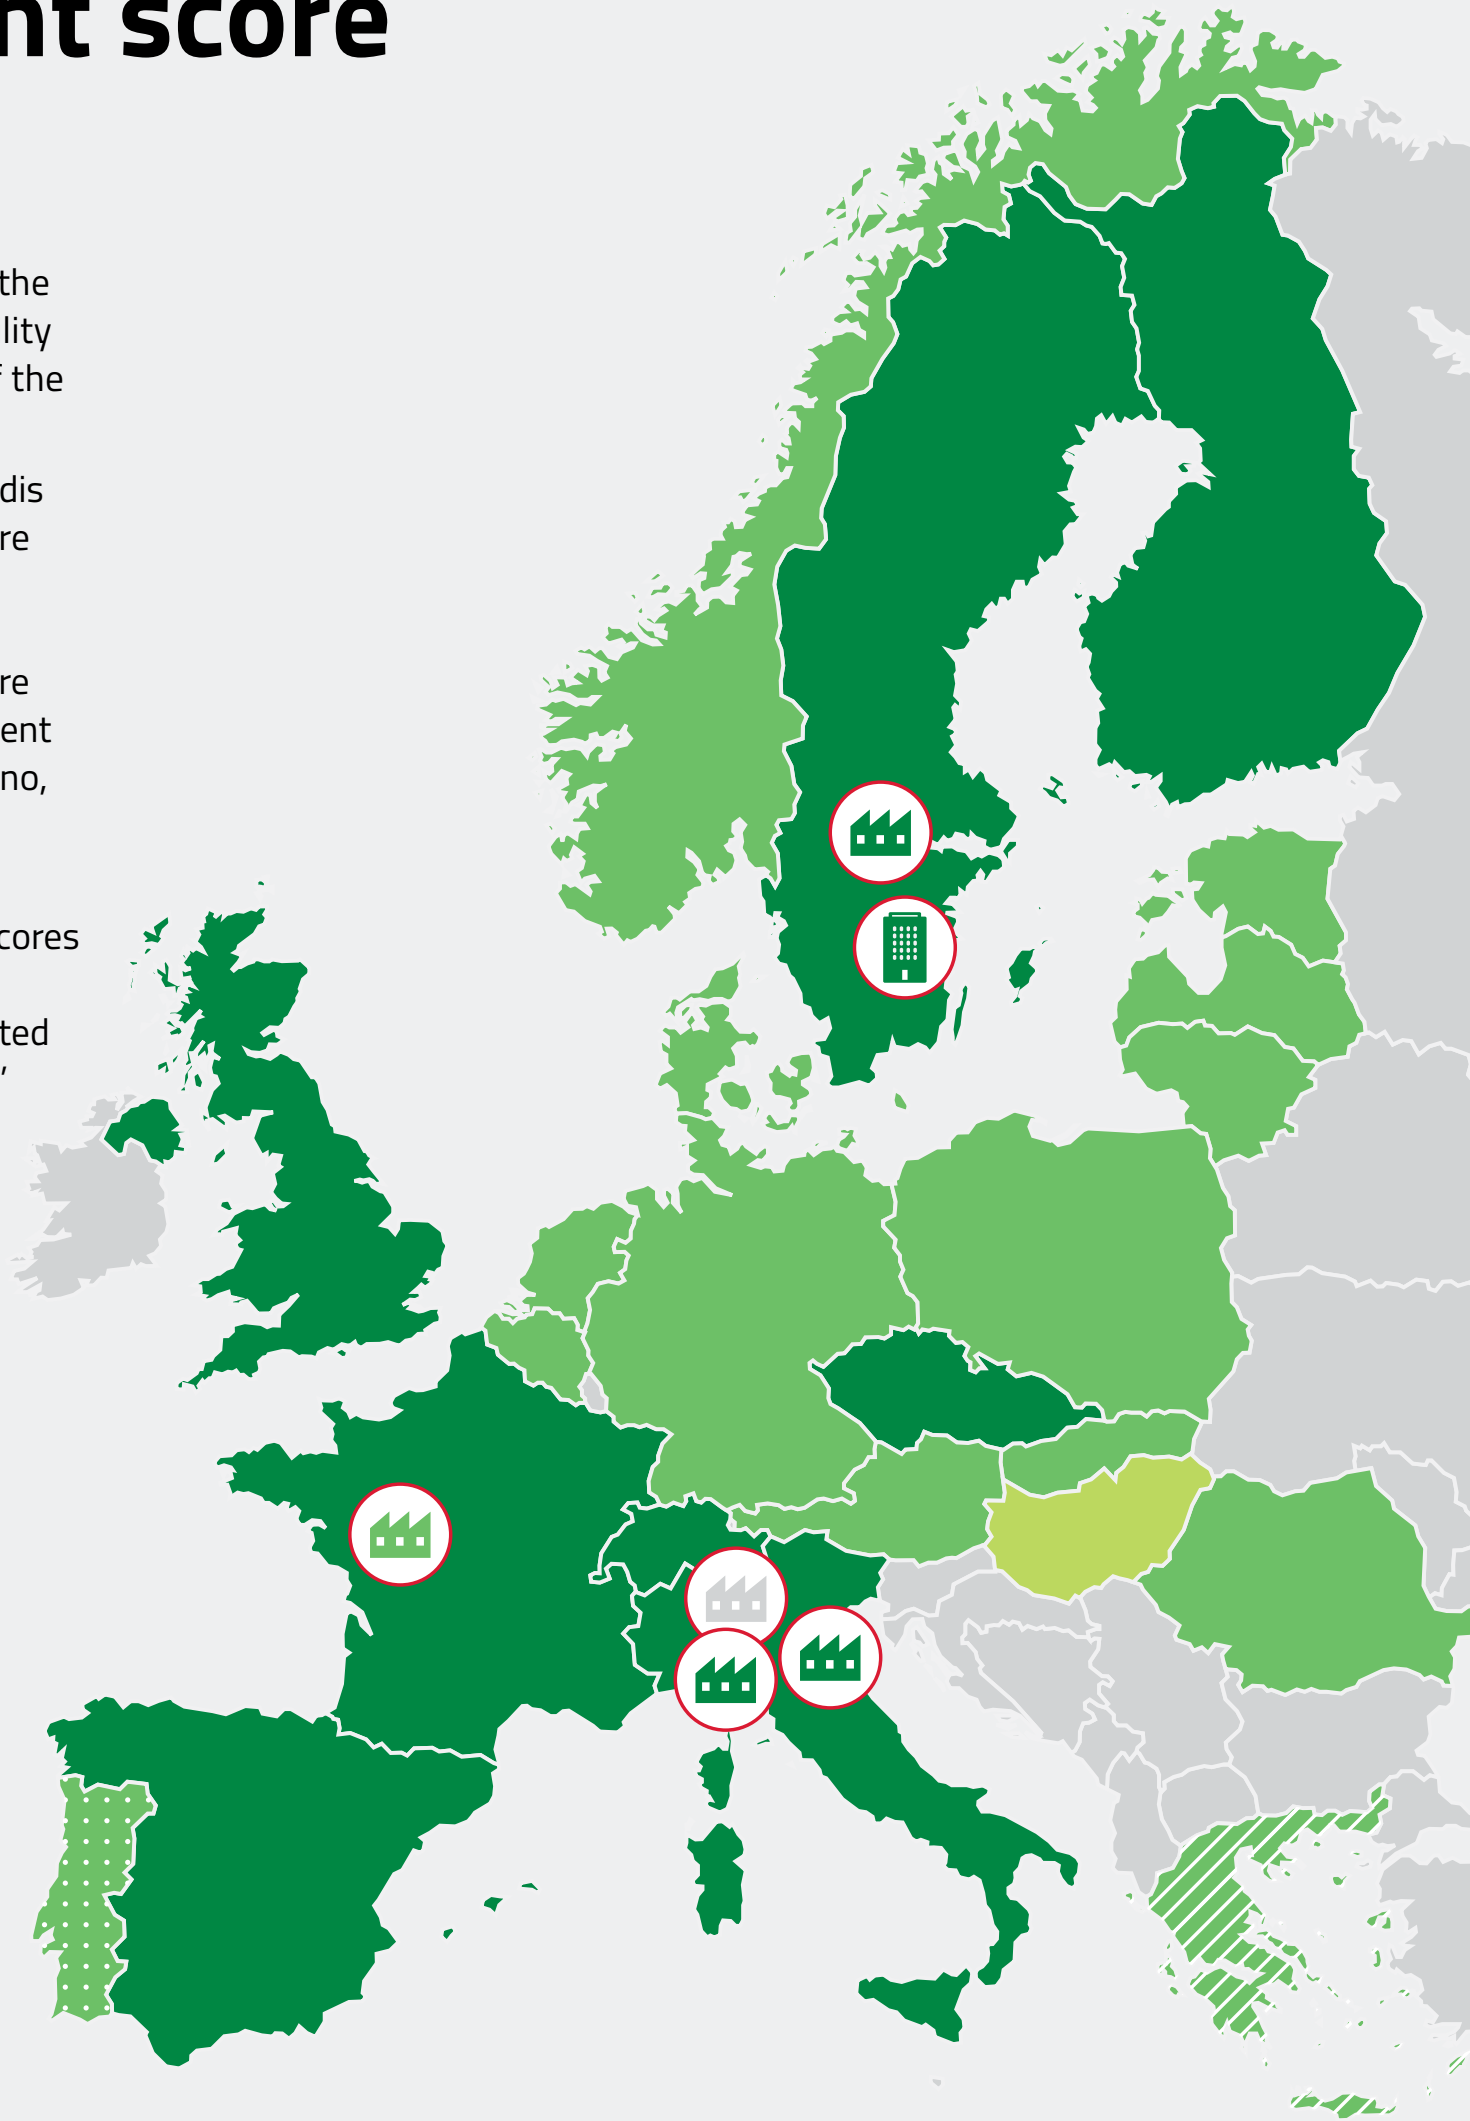 nt score
the
lity
f the
dis
re
re
ent
no,
cores
ted
,